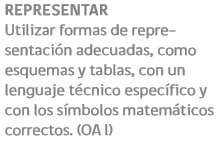 REPRESENTAR
Utilizar formas de repre-
sentación adecuadas, como
esquemas y tablas, con un
lenguaje técnico específico y
con los símbolos matemáticos
correctos. (OA l)